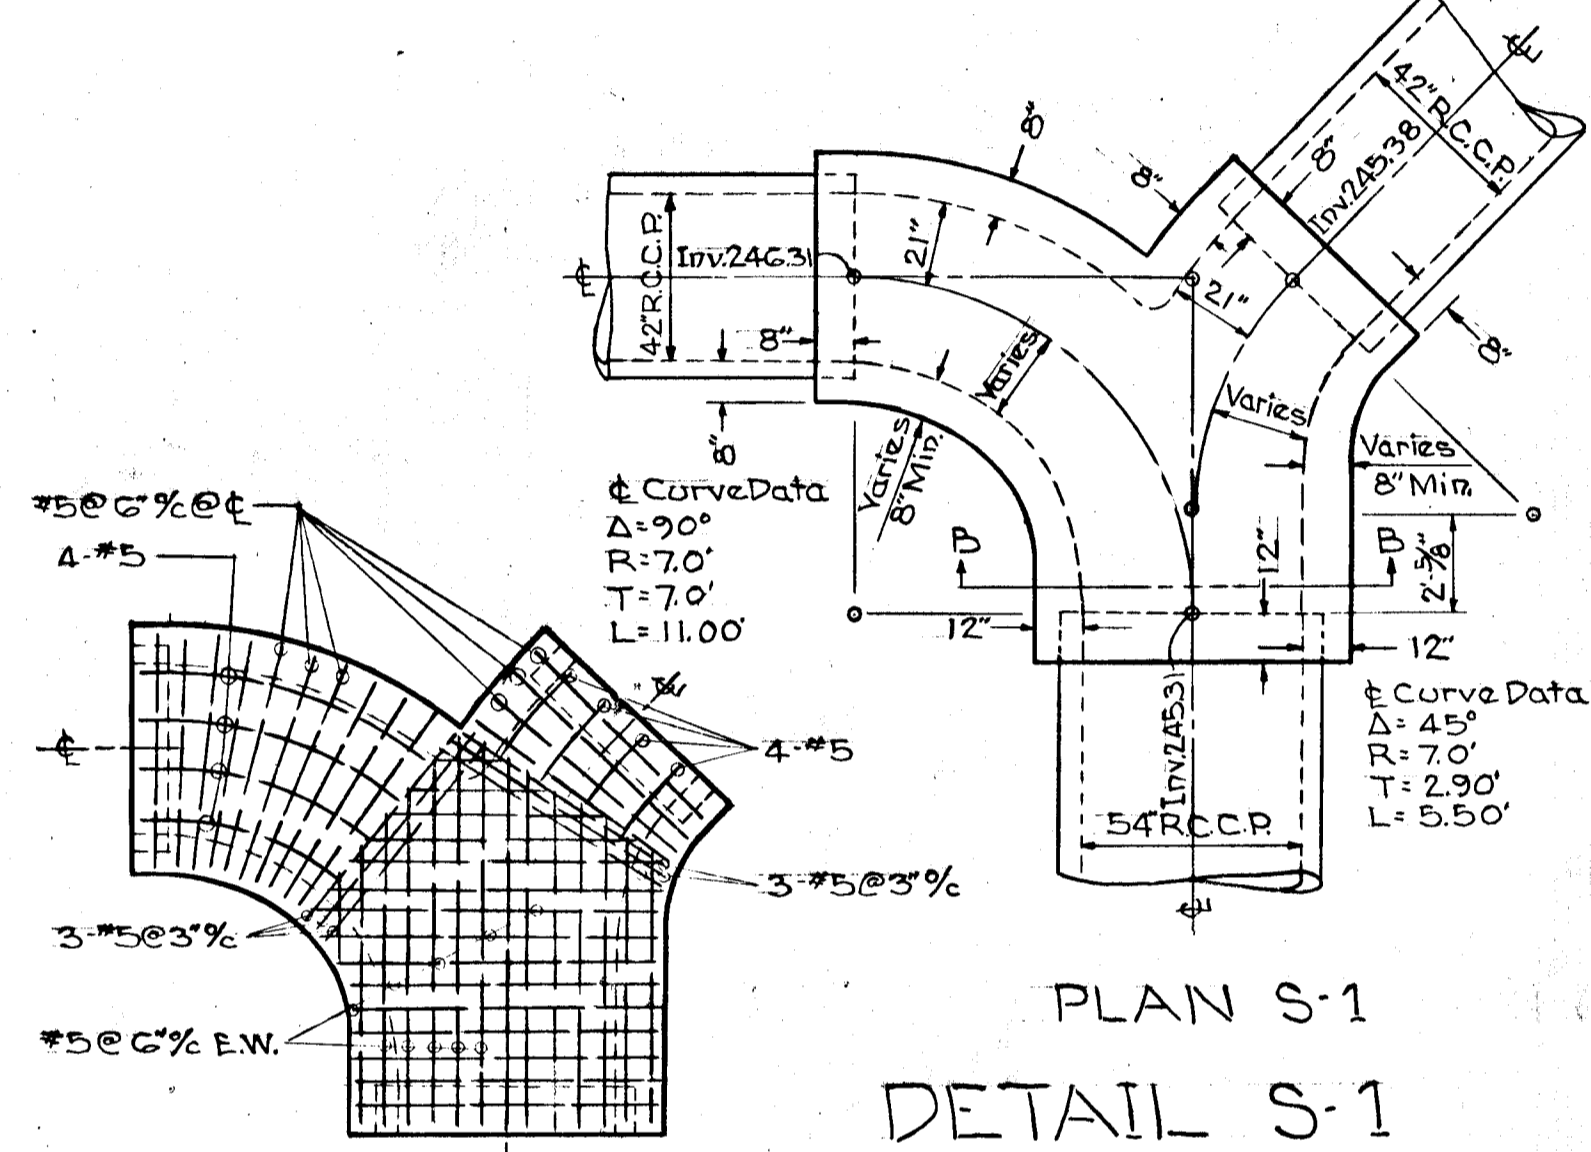 8"
8"
42" R.C.C.P.
8"
Inv.245.38
42" R.C.C.P.
Inv.246.31
21"
21"
8"
8"
8"
Varies
Varies
Varies
8" Min.
Varies
8" Min.
℄ Curve Data
Δ=90°
R=7.0'
T=7.0'
L=11.00'
B
B
12"
2'-5/8"
12"
12"
Inv.245.31
54" R.C.C.P.
℄ Curve Data
Δ=45°
R=7.0'
T=2.90'
L=5.50'
#5@6"%c@℄
4-#5
4-#5
3-#5@3"%c
3-#5@3"%c
#5@6"%c E.W.
℄
℄
℄
℄
℄
PLAN S-1
DETAIL S-1